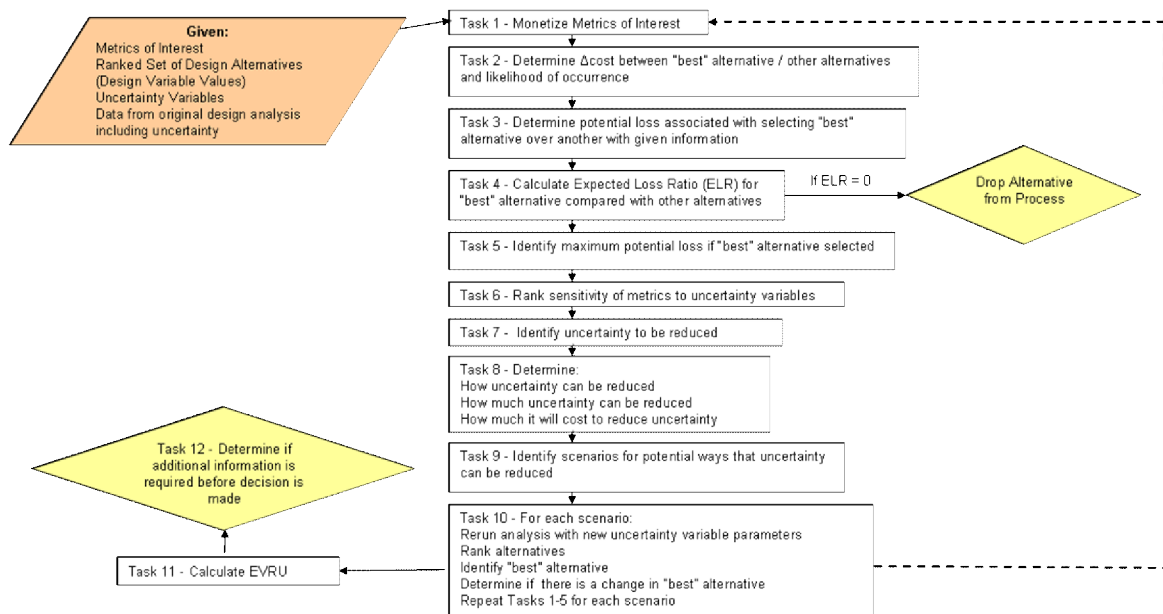 Given:
Metrics of Interest
Ranked Set of Design Alternatives
(Design Variable Values)
Uncertainty Variables
Data from original design analysis
including uncertainty
Task 1 - Monetize Metrics of Interest
Task 2 - Determine Δcost between "best" alternative / other alternatives
and likelihood of occurrence
Task 3 - Determine potential loss associated with selecting "best"
alternative over another with given information
Task 4 - Calculate Expected Loss Ratio (ELR) for
"best" alternative compared with other alternatives
If ELR = 0
Drop Alternative
from Process
Task 5 - Identify maximum potential loss if "best" alternative selected
Task 6 - Rank sensitivity of metrics to uncertainty variables
Task 7 - Identify uncertainty to be reduced
Task 8 - Determine:
How uncertainty can be reduced
How much uncertainty can be reduced
How much it will cost to reduce uncertainty
Task 9 - Identify scenarios for potential ways that uncertainty
can be reduced
Task 10 - For each scenario:
Rerun analysis with new uncertainty variable parameters
Rank alternatives
Identify "best" alternative
Determine if there is a change in "best" alternative
Repeat Tasks 1-5 for each scenario
Task 11 - Calculate EVRU
Task 12 - Determine if
additional information is
required before decision is
made